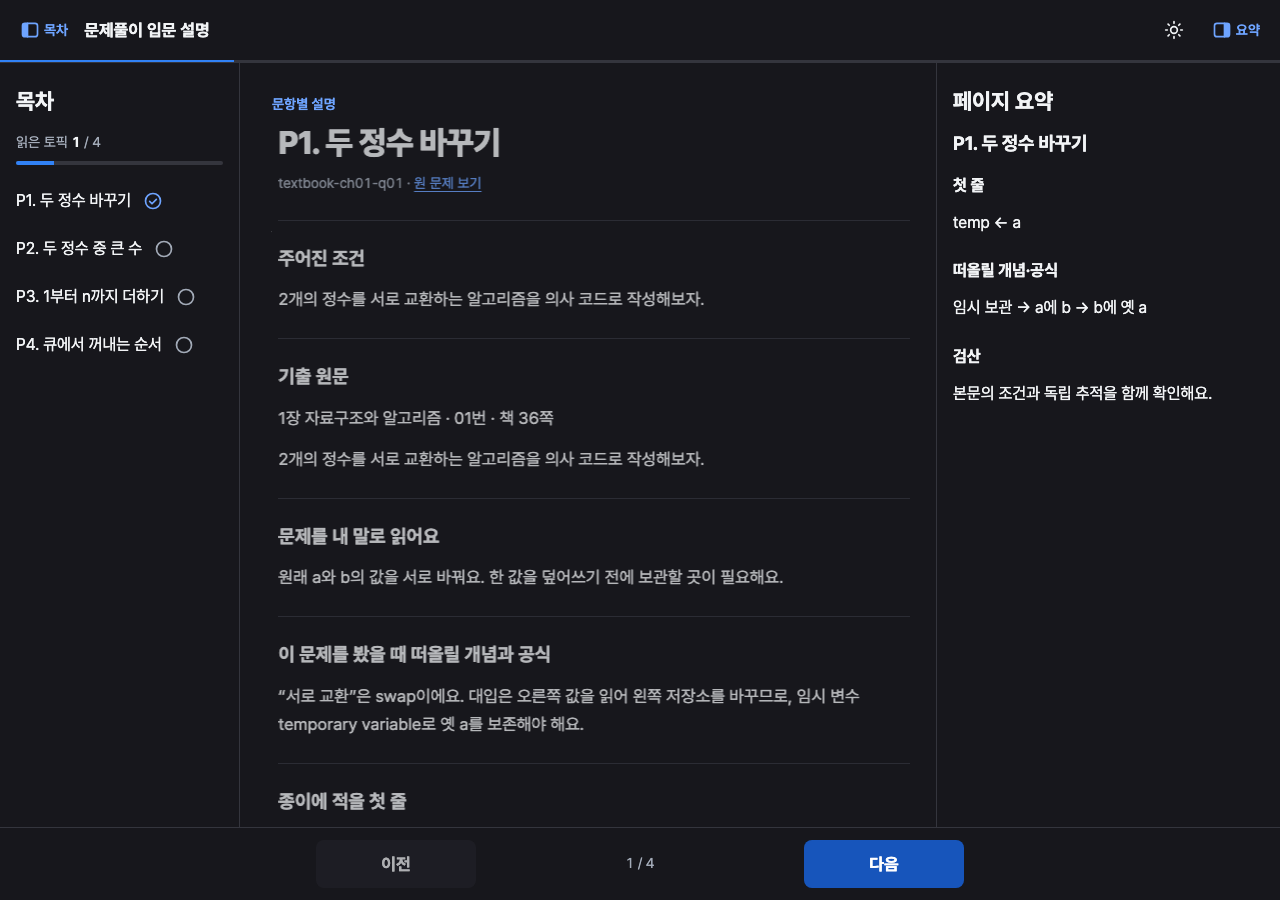 목차
문제풀이 입문 설명
요약
목차
읽은 토픽 1 / 4
P1. 두 정수 바꾸기
P2. 두 정수 중 큰 수
P3. 1부터 n까지 더하기
P4. 큐에서 꺼내는 순서
문항별 설명
P1. 두 정수 바꾸기
textbook-ch01-q01 · 원 문제 보기
주어진 조건
2개의 정수를 서로 교환하는 알고리즘을 의사 코드로 작성해보자.
기출 원문
1장 자료구조와 알고리즘 · 01번 · 책 36쪽
2개의 정수를 서로 교환하는 알고리즘을 의사 코드로 작성해보자.
문제를 내 말로 읽어요
원래 a와 b의 값을 서로 바꿔요. 한 값을 덮어쓰기 전에 보관할 곳이 필요해요.
이 문제를 봤을 때 떠올릴 개념과 공식
“서로 교환”은 swap이에요. 대입은 오른쪽 값을 읽어 왼쪽 저장소를 바꾸므로, 임시 변수
temporary variable로 옛 a를 보존해야 해요.
종이에 적을 첫 줄
페이지 요약
P1. 두 정수 바꾸기
첫 줄
temp ← a
떠올릴 개념·공식
임시 보관 → a에 b → b에 옛 a
검산
본문의 조건과 독립 추적을 함께 확인해요.
이전
1 / 4
다음